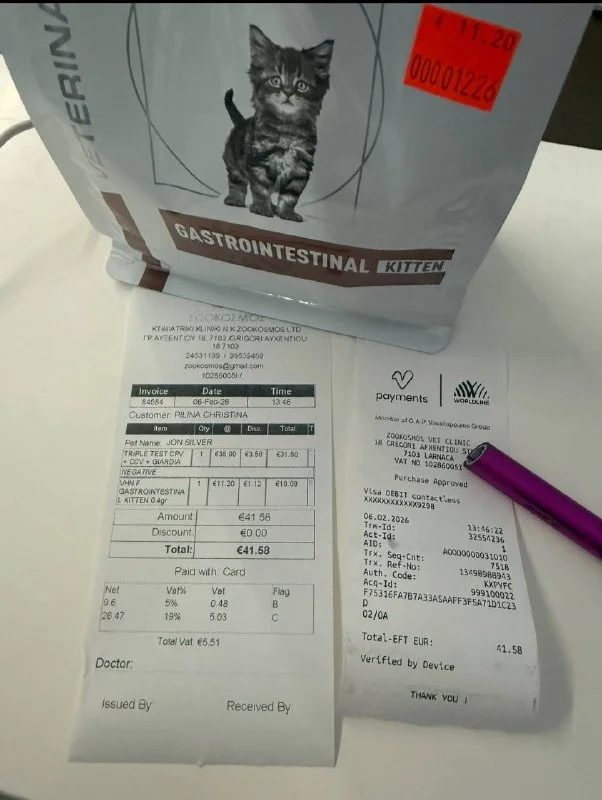 VETERINA
€ 11.20
00001226
GASTROINTESTINAL KITTEN
ZOOKOZMOS
KTINIATRIKI KLINIKI N.K ZOOKOSMOS LTD
ΓΡ.ΑΥΞΕΝΤΙΟΥ 18, 7103 GRIGORI AYXENTIOU
18 7103
24531139 / 99539459
zookosmos@gmail.com
Invoice Date Time
84584 06-Feb-26 13:46
Customer: PILINA CHRISTINA
Item Qty @ Disc. Total T
Pet Name: JON SILVER
TRIPLE TEST CPV 1 €35.00 €3.50 €31.50
+ CCV + GIARDIA
NEGATIVE
VHN F 1 €11.20 €1.12 €10.08
GASTROINTESTINA
L KITTEN 0.4gr
Amount: €41.58
Discount: €0.00
Total: €41.58
Paid with: Card
Net Vat% Vat Flag
9.6 5% 0.48 B
26.47 19% 5.03 C
Total Vat: €5.51
Doctor:
Issued By Received By
payments WORLDLINE
Member of G.A.P. Vassilopoulos Group
ZOOKOSMOS VET CLINIC
18 GREGORI AFXENTIOU ST
7103 LARNACA
VAT NO 10286005
Purchase Approved
Visa DEBIT contactless
XXXXXXXXXXXX9298
06.02.2026 13:46:22
Trm-Id: 32554236
Act-Id: 1
AID: A0000000031010
Trx. Seq-Cnt: 7518
Trx. Ref-No: 13498988943
Auth. Code: KXPVFC
Acq-Id: 999100022
F75316FA7B7A33A5AAFF3F5A71D1C23
D
02/0A
Total-EFT EUR: 41.58
Verified by Device
THANK YOU !